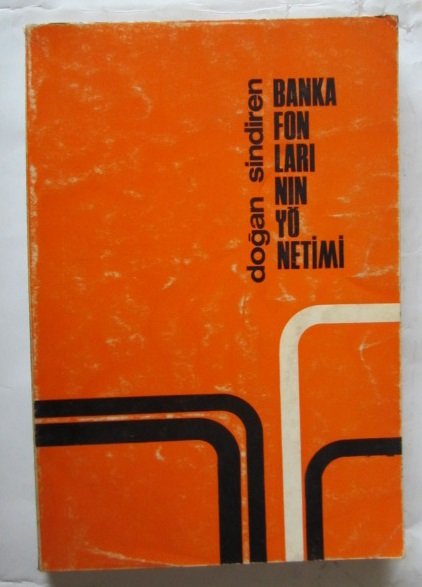 doğan sindiren
BANKA
FON
LARI
NIN
YÖ
NETİMİ